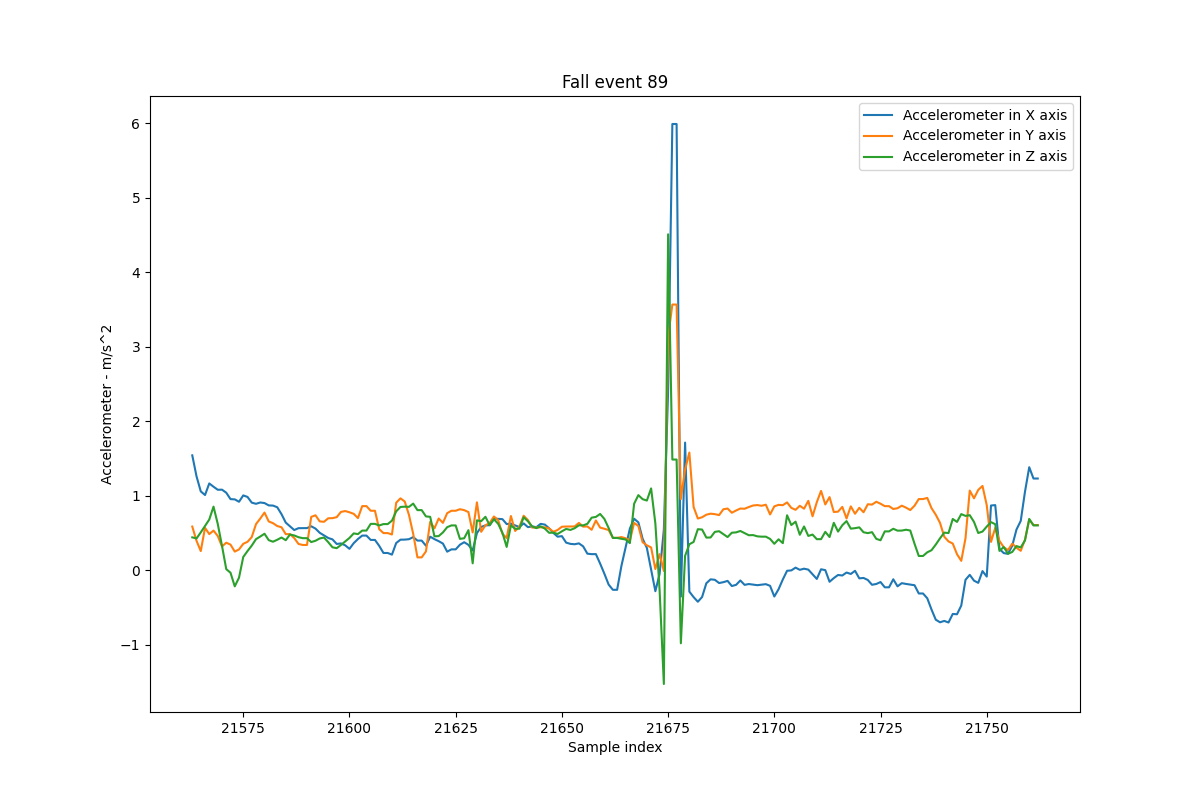 Fall event 89
Accelerometer in X axis
Accelerometer in Y axis
Accelerometer in Z axis
Accelerometer - m/s^2
6
5
4
3
2
1
0
−1
21575 21600 21625 21650 21675 21700 21725 21750
Sample index